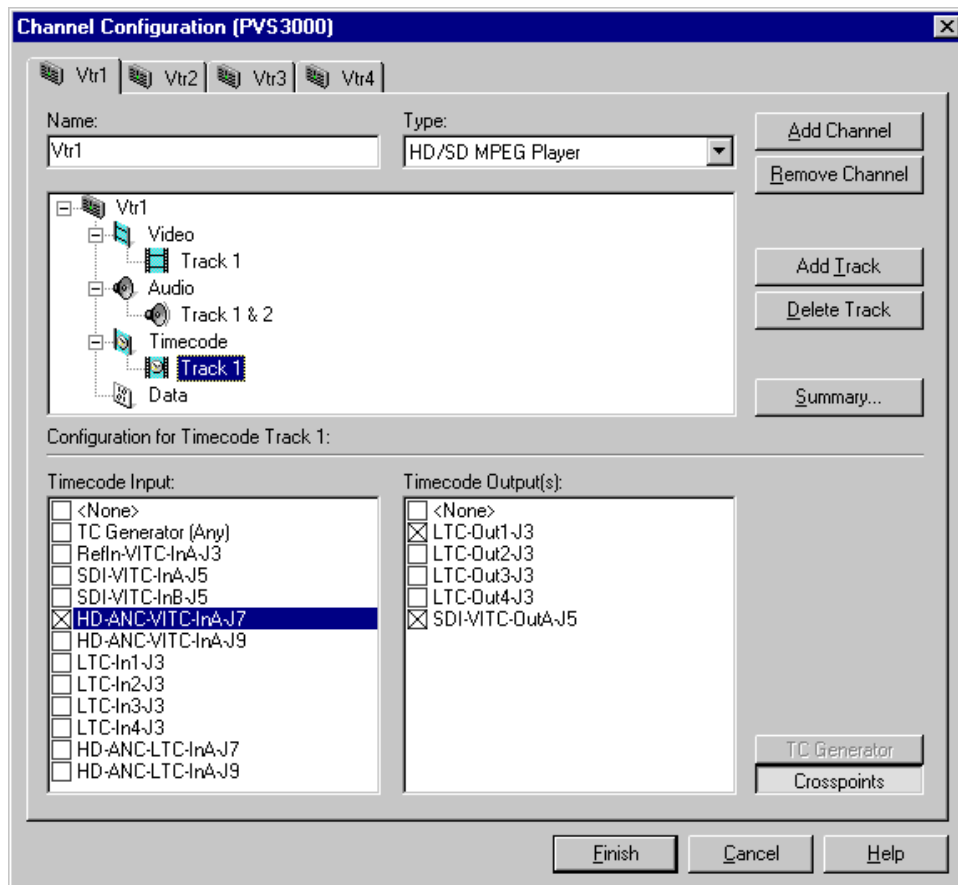 Channel Configuration (PVS3000)
Vtr1 Vtr2 Vtr3 Vtr4
Name:
Type:
Vtr1
HD/SD MPEG Player
Add Channel
Remove Channel
Vtr1
Video
Track 1
Audio
Track 1 & 2
Timecode
Track 1
Data
Add Track
Delete Track
Summary...
Configuration for Timecode Track 1:
Timecode Input:
<None>
TC Generator (Any)
RefIn-VITC-InA-J3
SDI-VITC-InA-J5
SDI-VITC-InB-J5
HD-ANC-VITC-InA-J7
HD-ANC-VITC-InA-J9
LTC-In1-J3
LTC-In2-J3
LTC-In3-J3
LTC-In4-J3
HD-ANC-LTC-InA-J7
HD-ANC-LTC-InA-J9
Timecode Output(s):
<None>
LTC-Out1-J3
LTC-Out2-J3
LTC-Out3-J3
LTC-Out4-J3
SDI-VITC-OutA-J5
TC Generator
Crosspoints
Finish
Cancel
Help